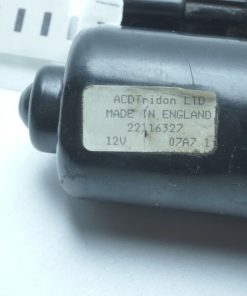 ACDTridon LTD
MADE IN ENGLAND
22116327
12V 07A7 1